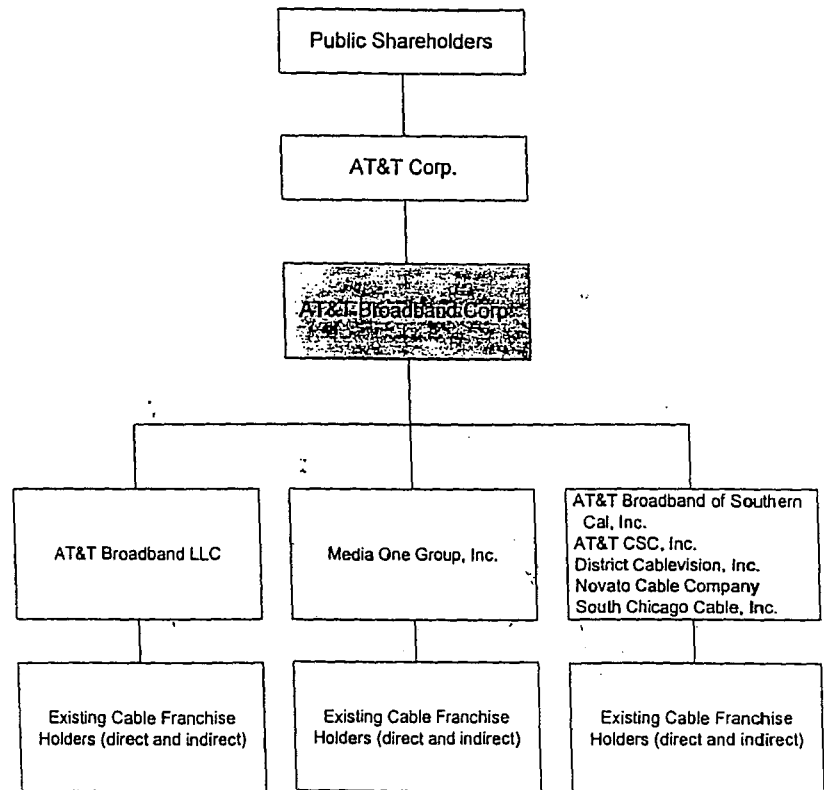 Public Shareholders
AT&T Corp.
AT&T Broadband Corp.
AT&T Broadband LLC
Media One Group, Inc.
AT&T Broadband of Southern
Cal, Inc.
AT&T CSC, Inc.
District Cablevision, Inc.
Novato Cable Company
South Chicago Cable, Inc.
Existing Cable Franchise
Holders (direct and indirect)
Existing Cable Franchise
Holders (direct and indirect)
Existing Cable Franchise
Holders (direct and indirect)